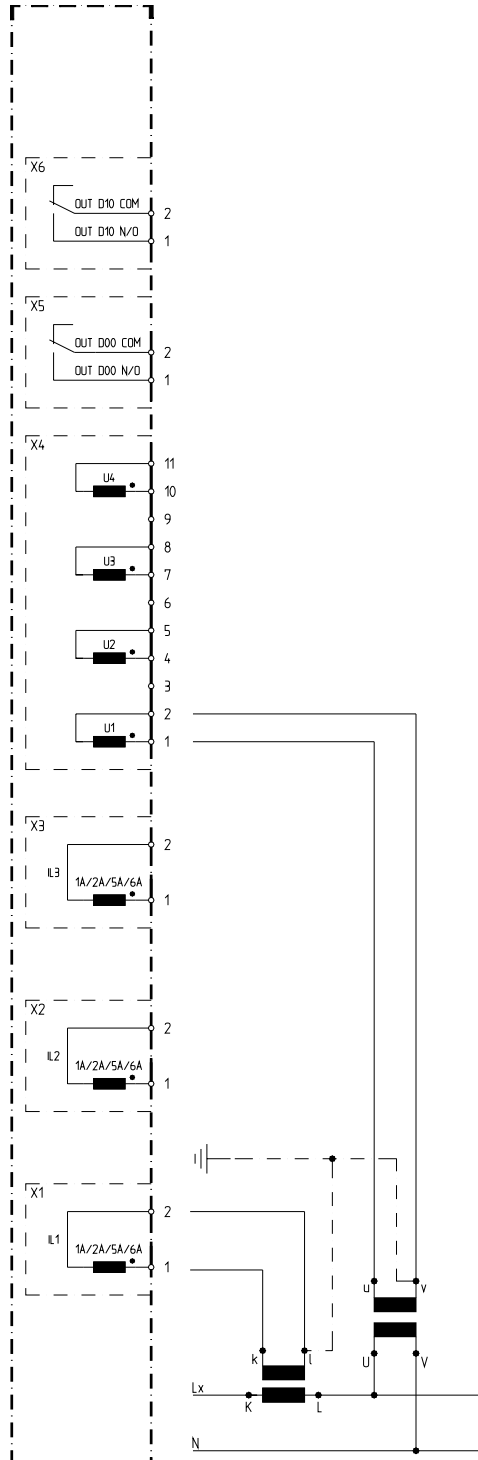 X6
OUT D10 COM 2
OUT D10 N/O 1
X5
OUT D00 COM 2
OUT D00 N/O 1
X4
11
U4
10
9
8
U3
7
6
5
U2
4
3
2
U1
1
X3
2
IL3
1A/2A/5A/6A
1
X2
2
IL2
1A/2A/5A/6A
1
X1
2
IL1
1A/2A/5A/6A
1
u v
k l
U V
Lx
K L
N